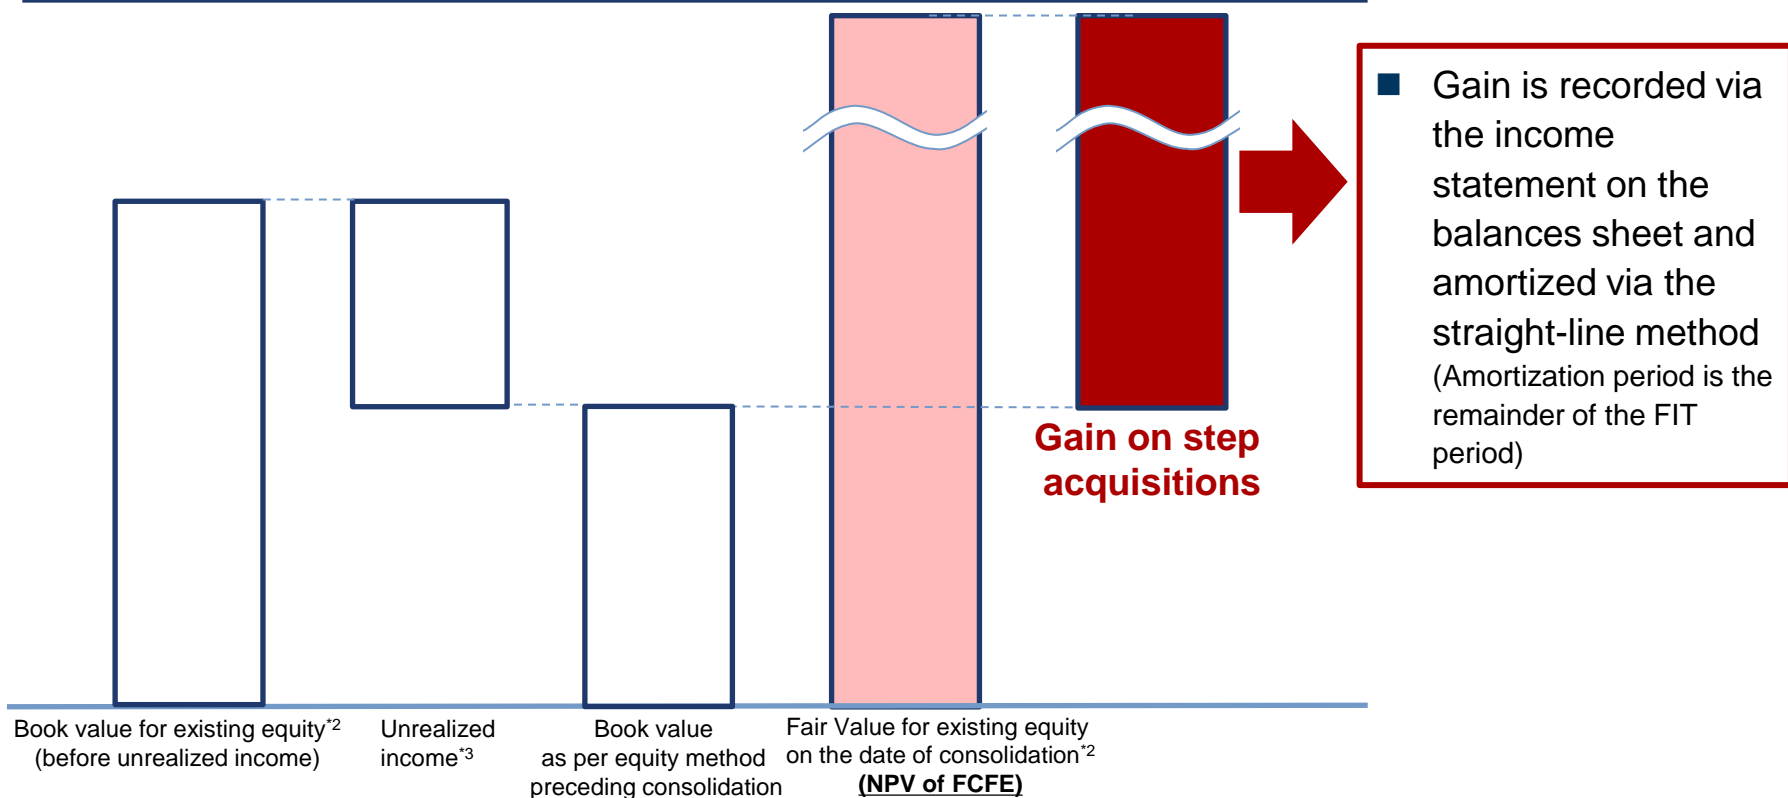 ■ Gain is recorded via
the income
statement on the
balances sheet and
amortized via the
straight-line method
(Amortization period is the
remainder of the FIT
period)
Gain on step
acquisitions
Book value for existing equity*2
(before unrealized income)
Unrealized
income*3
Book value
as per equity method
preceding consolidation
Fair Value for existing equity
on the date of consolidation*2
(NPV of FCFE)